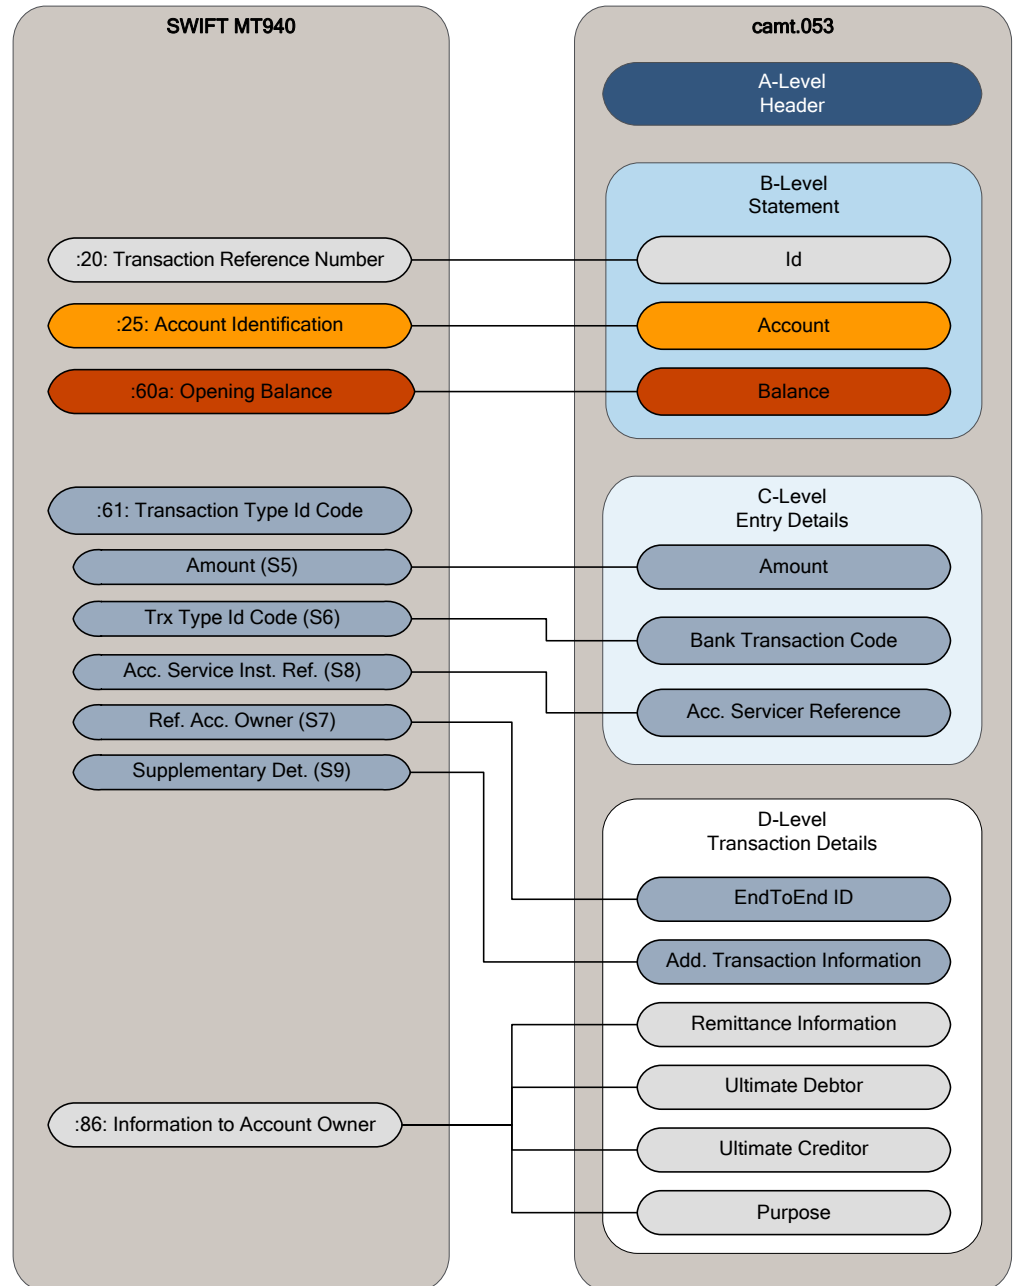 SWIFT MT940
:20: Transaction Reference Number
:25: Account Identification
:60a: Opening Balance
:61: Transaction Type Id Code
Amount (S5)
Trx Type Id Code (S6)
Acc. Service Inst. Ref. (S8)
Ref. Acc. Owner (S7)
Supplementary Det. (S9)
:86: Information to Account Owner
camt.053
A-Level
Header
B-Level
Statement
Id
Account
Balance
C-Level
Entry Details
Amount
Bank Transaction Code
Acc. Servicer Reference
D-Level
Transaction Details
EndToEnd ID
Add. Transaction Information
Remittance Information
Ultimate Debtor
Ultimate Creditor
Purpose